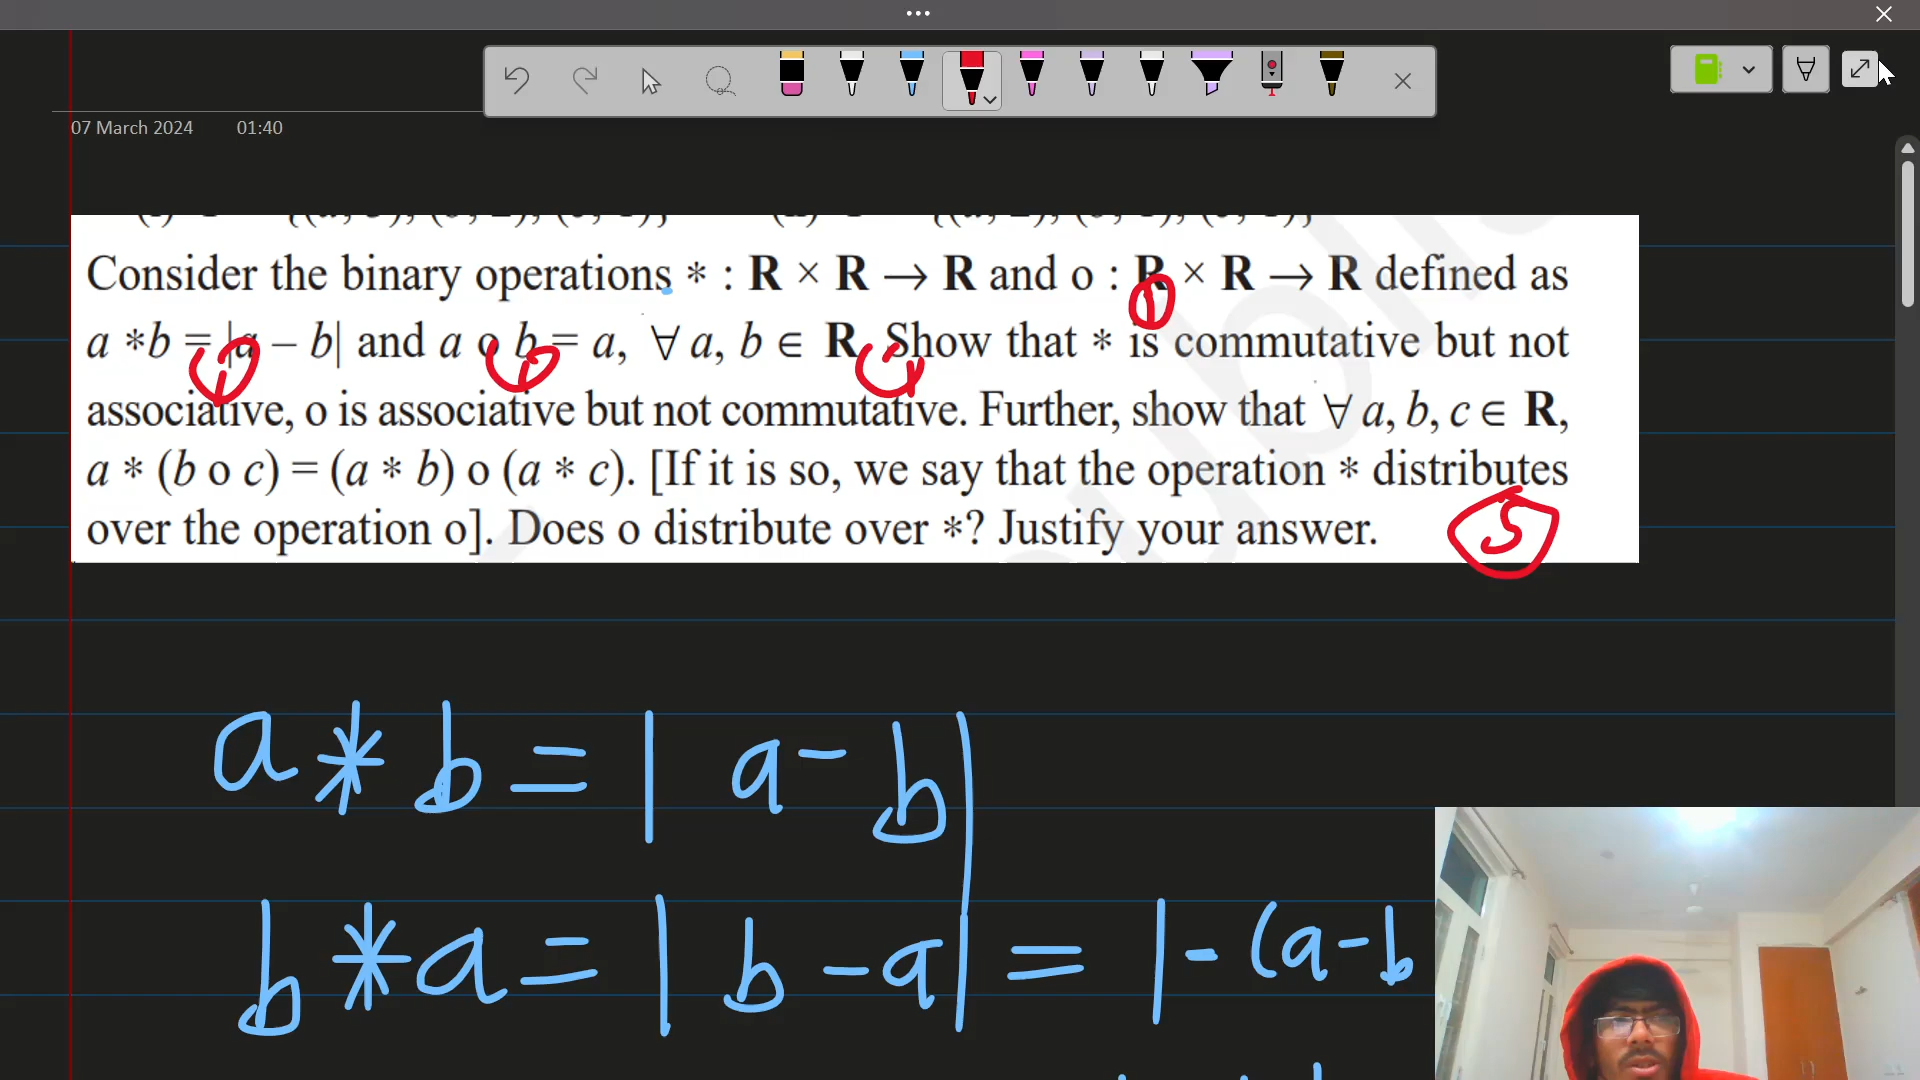 07 March 2024 01:40
Consider the binary operations * : R × R → R and o : R × R → R defined as
a *b = |a – b| and a o b = a, ∀ a, b ∈ R. Show that * is commutative but not
associative, o is associative but not commutative. Further, show that ∀ a, b, c ∈ R,
a * (b o c) = (a * b) o (a * c). [If it is so, we say that the operation * distributes
over the operation o]. Does o distribute over *? Justify your answer.
5
a * b = | a - b |
b * a = | b - a | = | - (a - b